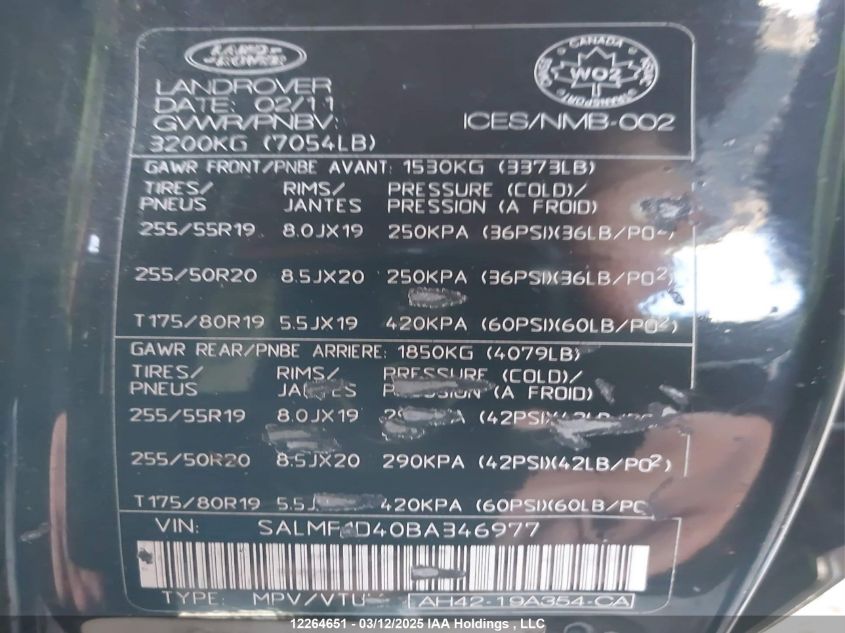 LAND-
ROVER
CANADA
WO2
TRANSPORT
LANDROVER
DATE: 02/11
GVWR/PNBV:
ICES/NMB-002
3200KG (7054LB)
GAWR FRONT/PNBE AVANT: 1530KG (3373LB)
TIRES/ RIMS/ PRESSURE (COLD)/
PNEUS JANTES PRESSION (A FROID)
255/55R19 8.0JX19 250KPA (36PSI)(36LB/PO²)
255/50R20 8.5JX20 250KPA (36PSI)(36LB/PO²)
T175/80R19 5.5JX19 420KPA (60PSI)(60LB/PO²)
GAWR REAR/PNBE ARRIERE: 1850KG (4079LB)
TIRES/ RIMS/ PRESSURE (COLD)/
PNEUS (A FROID)
255/55R19 8.0JX19 (42PSI)
255/50R20 8.5JX20 290KPA (42PSI)(42LB/PO²)
T175/80R19 420KPA (60PSI)(60LB/PO
VIN:
TYPE: MPV/VTU AH42-19A354-CA
12264651 - 03/12/2025 IAA Holdings, LLC